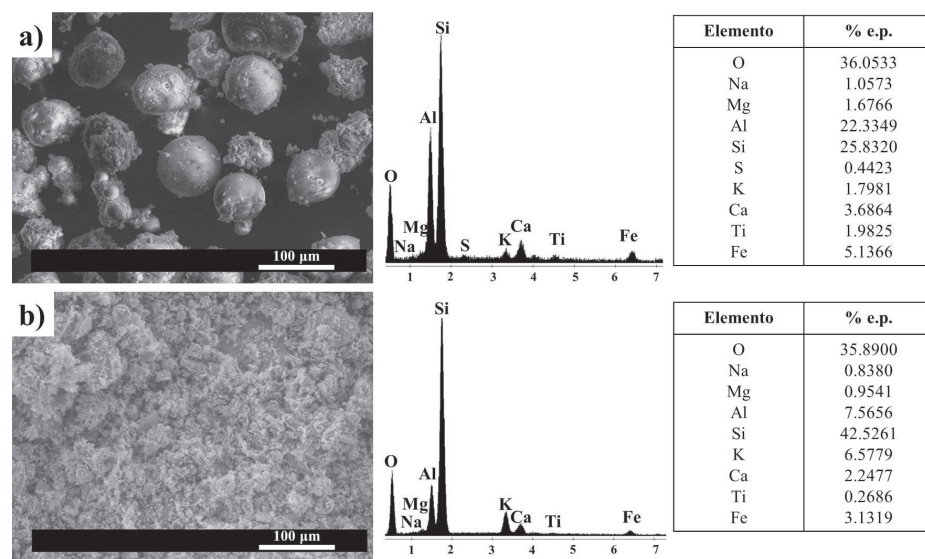 a)
100 µm
Si
Al
O
Mg
Na
S
K
Ca
Ti
Fe
1 2 3 4 5 6 7
Elemento % e.p.
O 36.0533
Na 1.0573
Mg 1.6766
Al 22.3349
Si 25.8320
S 0.4423
K 1.7981
Ca 3.6864
Ti 1.9825
Fe 5.1366
b)
100 µm
Si
O
Al
Mg
Na
K
Ca
Ti
Fe
1 2 3 4 5 6 7
Elemento % e.p.
O 35.8900
Na 0.8380
Mg 0.9541
Al 7.5656
Si 42.5261
K 6.5779
Ca 2.2477
Ti 0.2686
Fe 3.1319